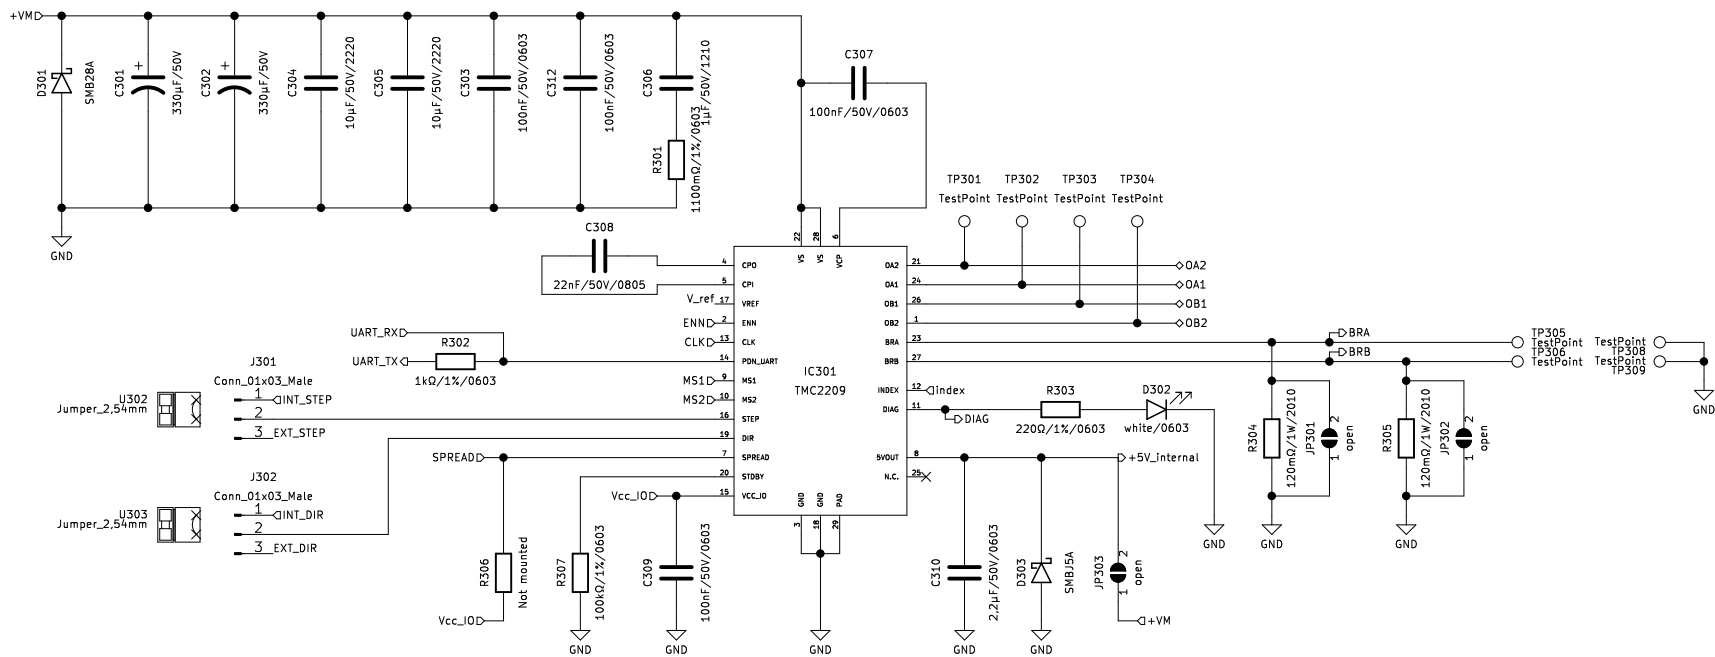 +VM
D301
SMB28A
C301
330µF/50V
C302
330µF/50V
C304
10µF/50V/2220
C305
10µF/50V/2220
C303
100nF/50V/0603
C312
100nF/50V/0603
C306
1µF/50V/1210
R301
1100mΩ/1%/0603
GND
C307
100nF/50V/0603
C308
22nF/50V/0805
TP301
TestPoint
TP302
TestPoint
TP303
TestPoint
TP304
TestPoint
22
28
6
VS
VS
VCP
IC301
TMC2209
4 CPO
5 CPI
V_ref 17 VREF
ENN 2 ENN
CLK 13 CLK
14 PDN_UART
MS1 9 MS1
MS2 10 MS2
16 STEP
19 DIR
SPREAD 7 SPREAD
20 STDBY
Vcc_IO 15 VCC_IO
GND
GND
PAD
3
18
29
GND
OA2 21 OA2
OA1 24 OA1
OB1 26 OB1
OB2 1 OB2
BRA 23 BRA
BRB 27 BRB
INDEX 12 index
DIAG 11 DIAG
5VOUT 8 +5V_internal
N.C. 25
UART_RX
UART_TX
R302
1kΩ/1%/0603
J301
Conn_01x03_Male
1 INT_STEP
2
3 EXT_STEP
U302
Jumper_2,54mm
J302
Conn_01x03_Male
1 INT_DIR
2
3 EXT_DIR
U303
Jumper_2,54mm
R306
Not mounted
Vcc_IO
R307
100kΩ/1%/0603
GND
C309
100nF/50V/0603
GND
R303
220Ω/1%/0603
D302
white/0603
GND
C310
2,2µF/50V/0603
GND
D303
SMBJ5A
GND
JP303
2
1
open
+VM
R304
120mΩ/1W/2010
JP301
2
1
open
GND
R305
120mΩ/1W/2010
JP302
2
1
open
GND
TP305
TestPoint
TP306
TestPoint
TestPoint
TP308
TestPoint
TP309
GND